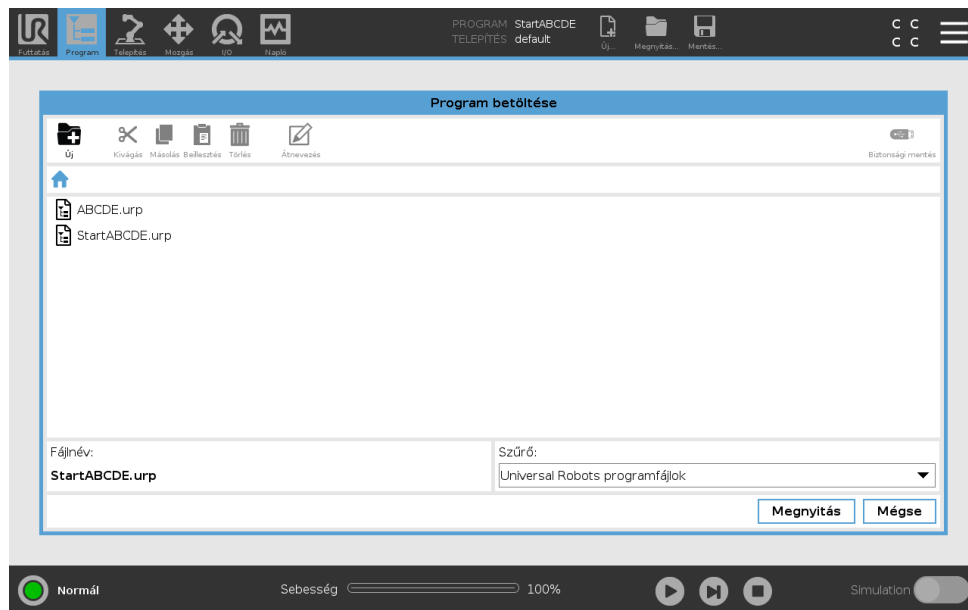 UR
PROGRAM StartABCDE
TELEPÍTÉS default
C C
C C
Futtatás Program Telepítés Mozgás I/O Napló Új... Megnyitás... Mentés...
Program betöltése
Új Kivágás Másolás Beillesztés Törlés Átnevezés Biztonsági mentés
ABCDE.urp
StartABCDE.urp
Fájlnév:
StartABCDE.urp
Szűrő:
Universal Robots programfájlok
Megnyitás Mégse
Normál Sebesség 100% Simulation